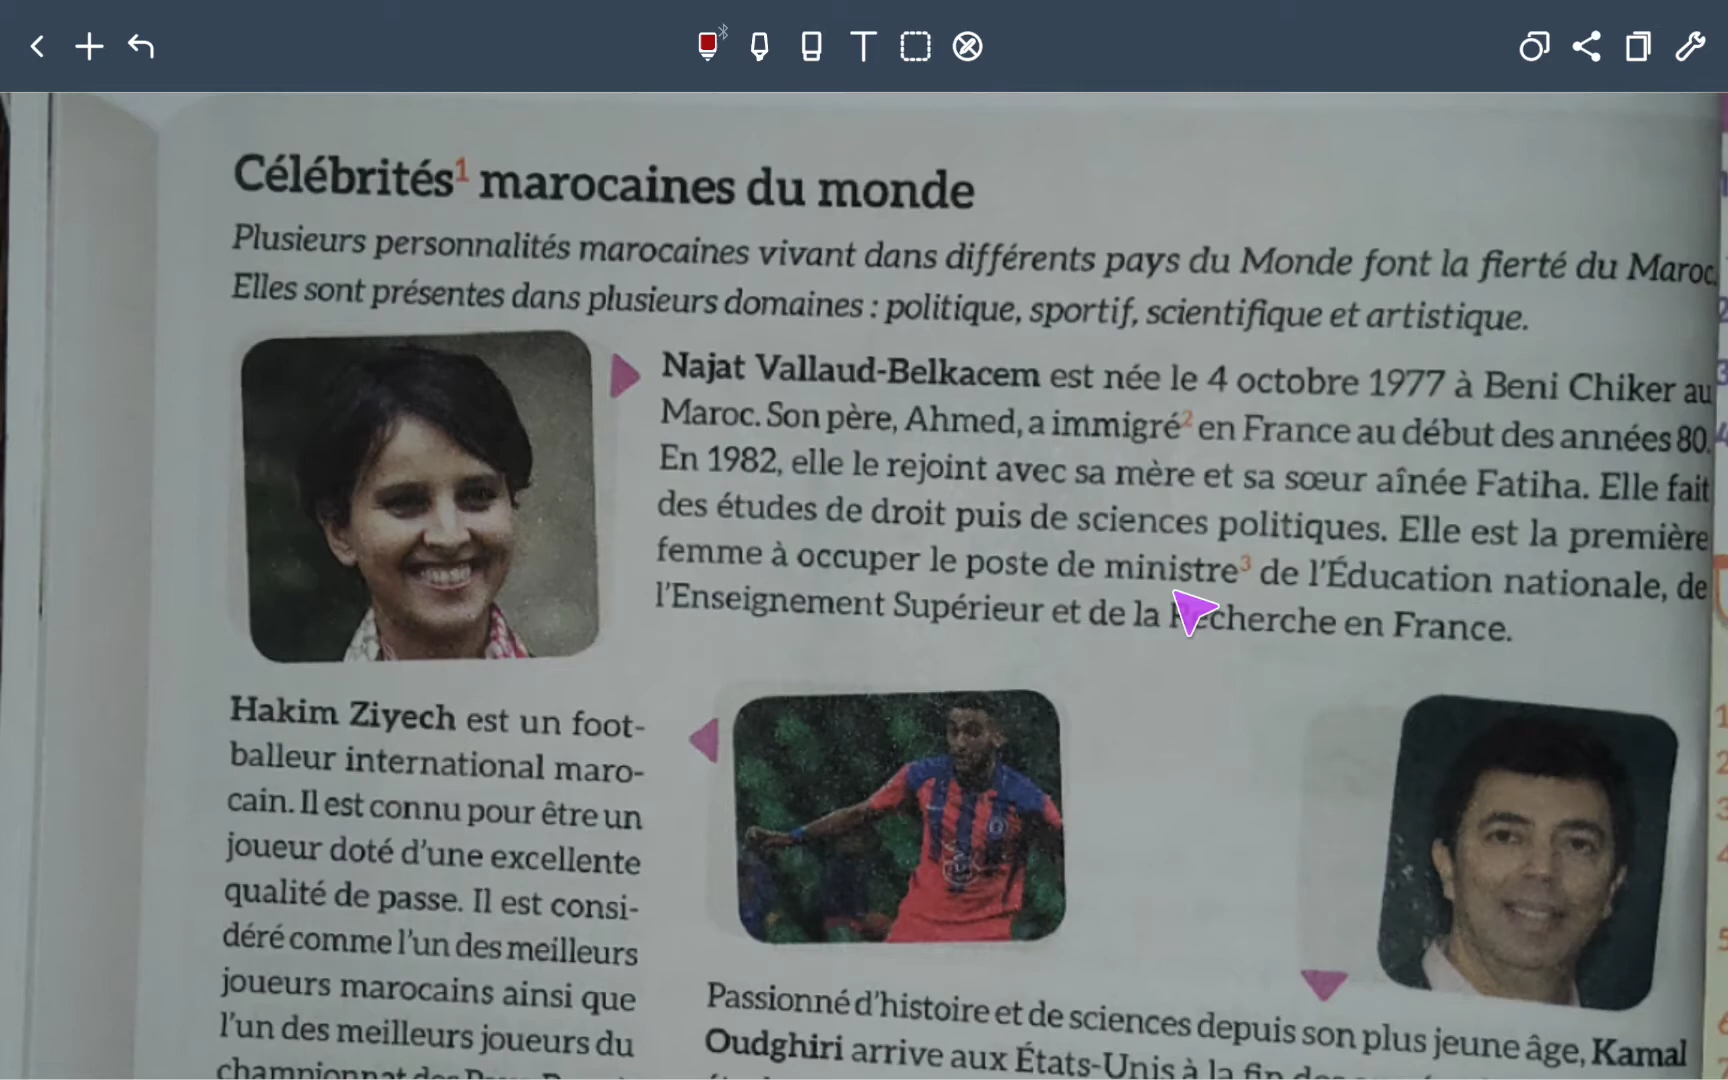 Célébrités¹ marocaines du monde
Plusieurs personnalités marocaines vivant dans différents pays du Monde font la fierté du Maroc.
Elles sont présentes dans plusieurs domaines : politique, sportif, scientifique et artistique.
Najat Vallaud-Belkacem est née le 4 octobre 1977 à Beni Chiker au
Maroc. Son père, Ahmed, a immigré² en France au début des années 80.
En 1982, elle le rejoint avec sa mère et sa sœur aînée Fatiha. Elle fait
des études de droit puis de sciences politiques. Elle est la première
femme à occuper le poste de ministre³ de l'Éducation nationale, de
l'Enseignement Supérieur et de la Recherche en France.
Hakim Ziyech est un foot-
balleur international maro-
cain. Il est connu pour être un
joueur doté d'une excellente
qualité de passe. Il est consi-
déré comme l'un des meilleurs
joueurs marocains ainsi que
l'un des meilleurs joueurs du
championnat des
Passionné d'histoire et de sciences depuis son plus jeune âge, Kamal
Oudghiri arrive aux États-Unis à la fin des